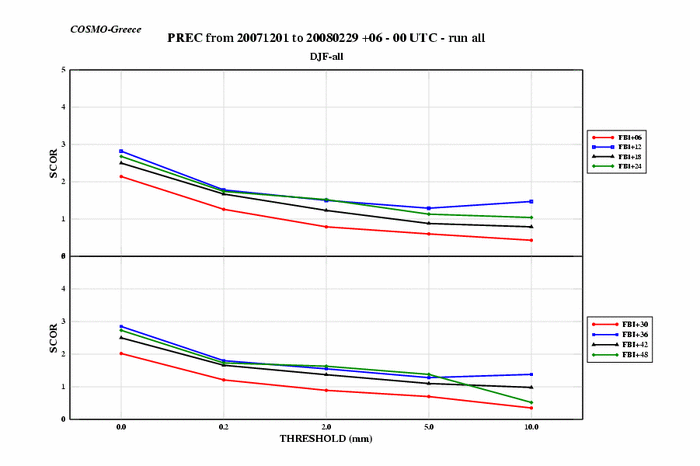 COSMO-Greece
PREC from 20071201 to 20080229 +06 - 00 UTC - run all
DJF-all
5
4
3
2
1
SCOR
FBI+06
FBI+12
FBI+18
FBI+24
4
3
2
1
0
SCOR
FBI+30
FBI+36
FBI+42
FBI+48
0.0 0.2 2.0 5.0 10.0
THRESHOLD (mm)